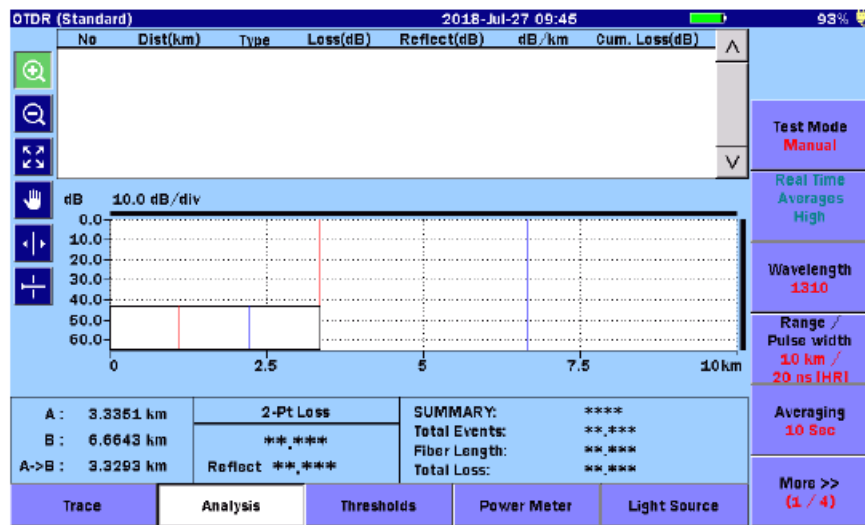 OTDR (Standard) 2018-Jul-27 09:45 93%
No Dist(km) Type Loss(dB) Reflect(dB) dB/km Cum. Loss(dB)
Test Mode
Manual
Real Time
Averages
High
Wavelength
1310
Range /
Pulse width
10 km /
20 ns [HR]
Averaging
10 Sec
More >>
(1 / 4)
dB 10.0 dB/div
0.0
10.0
20.0
30.0
40.0
50.0
60.0
0 2.5 5 7.5 10km
A: 3.3351 km
B: 6.6643 km
A->B: 3.3293 km
2-Pt Loss
**.***
Reflect **.***
SUMMARY: ****
Total Events: **.***
Fiber Length: **.***
Total Loss: **.***
Trace Analysis Thresholds Power Meter Light Source